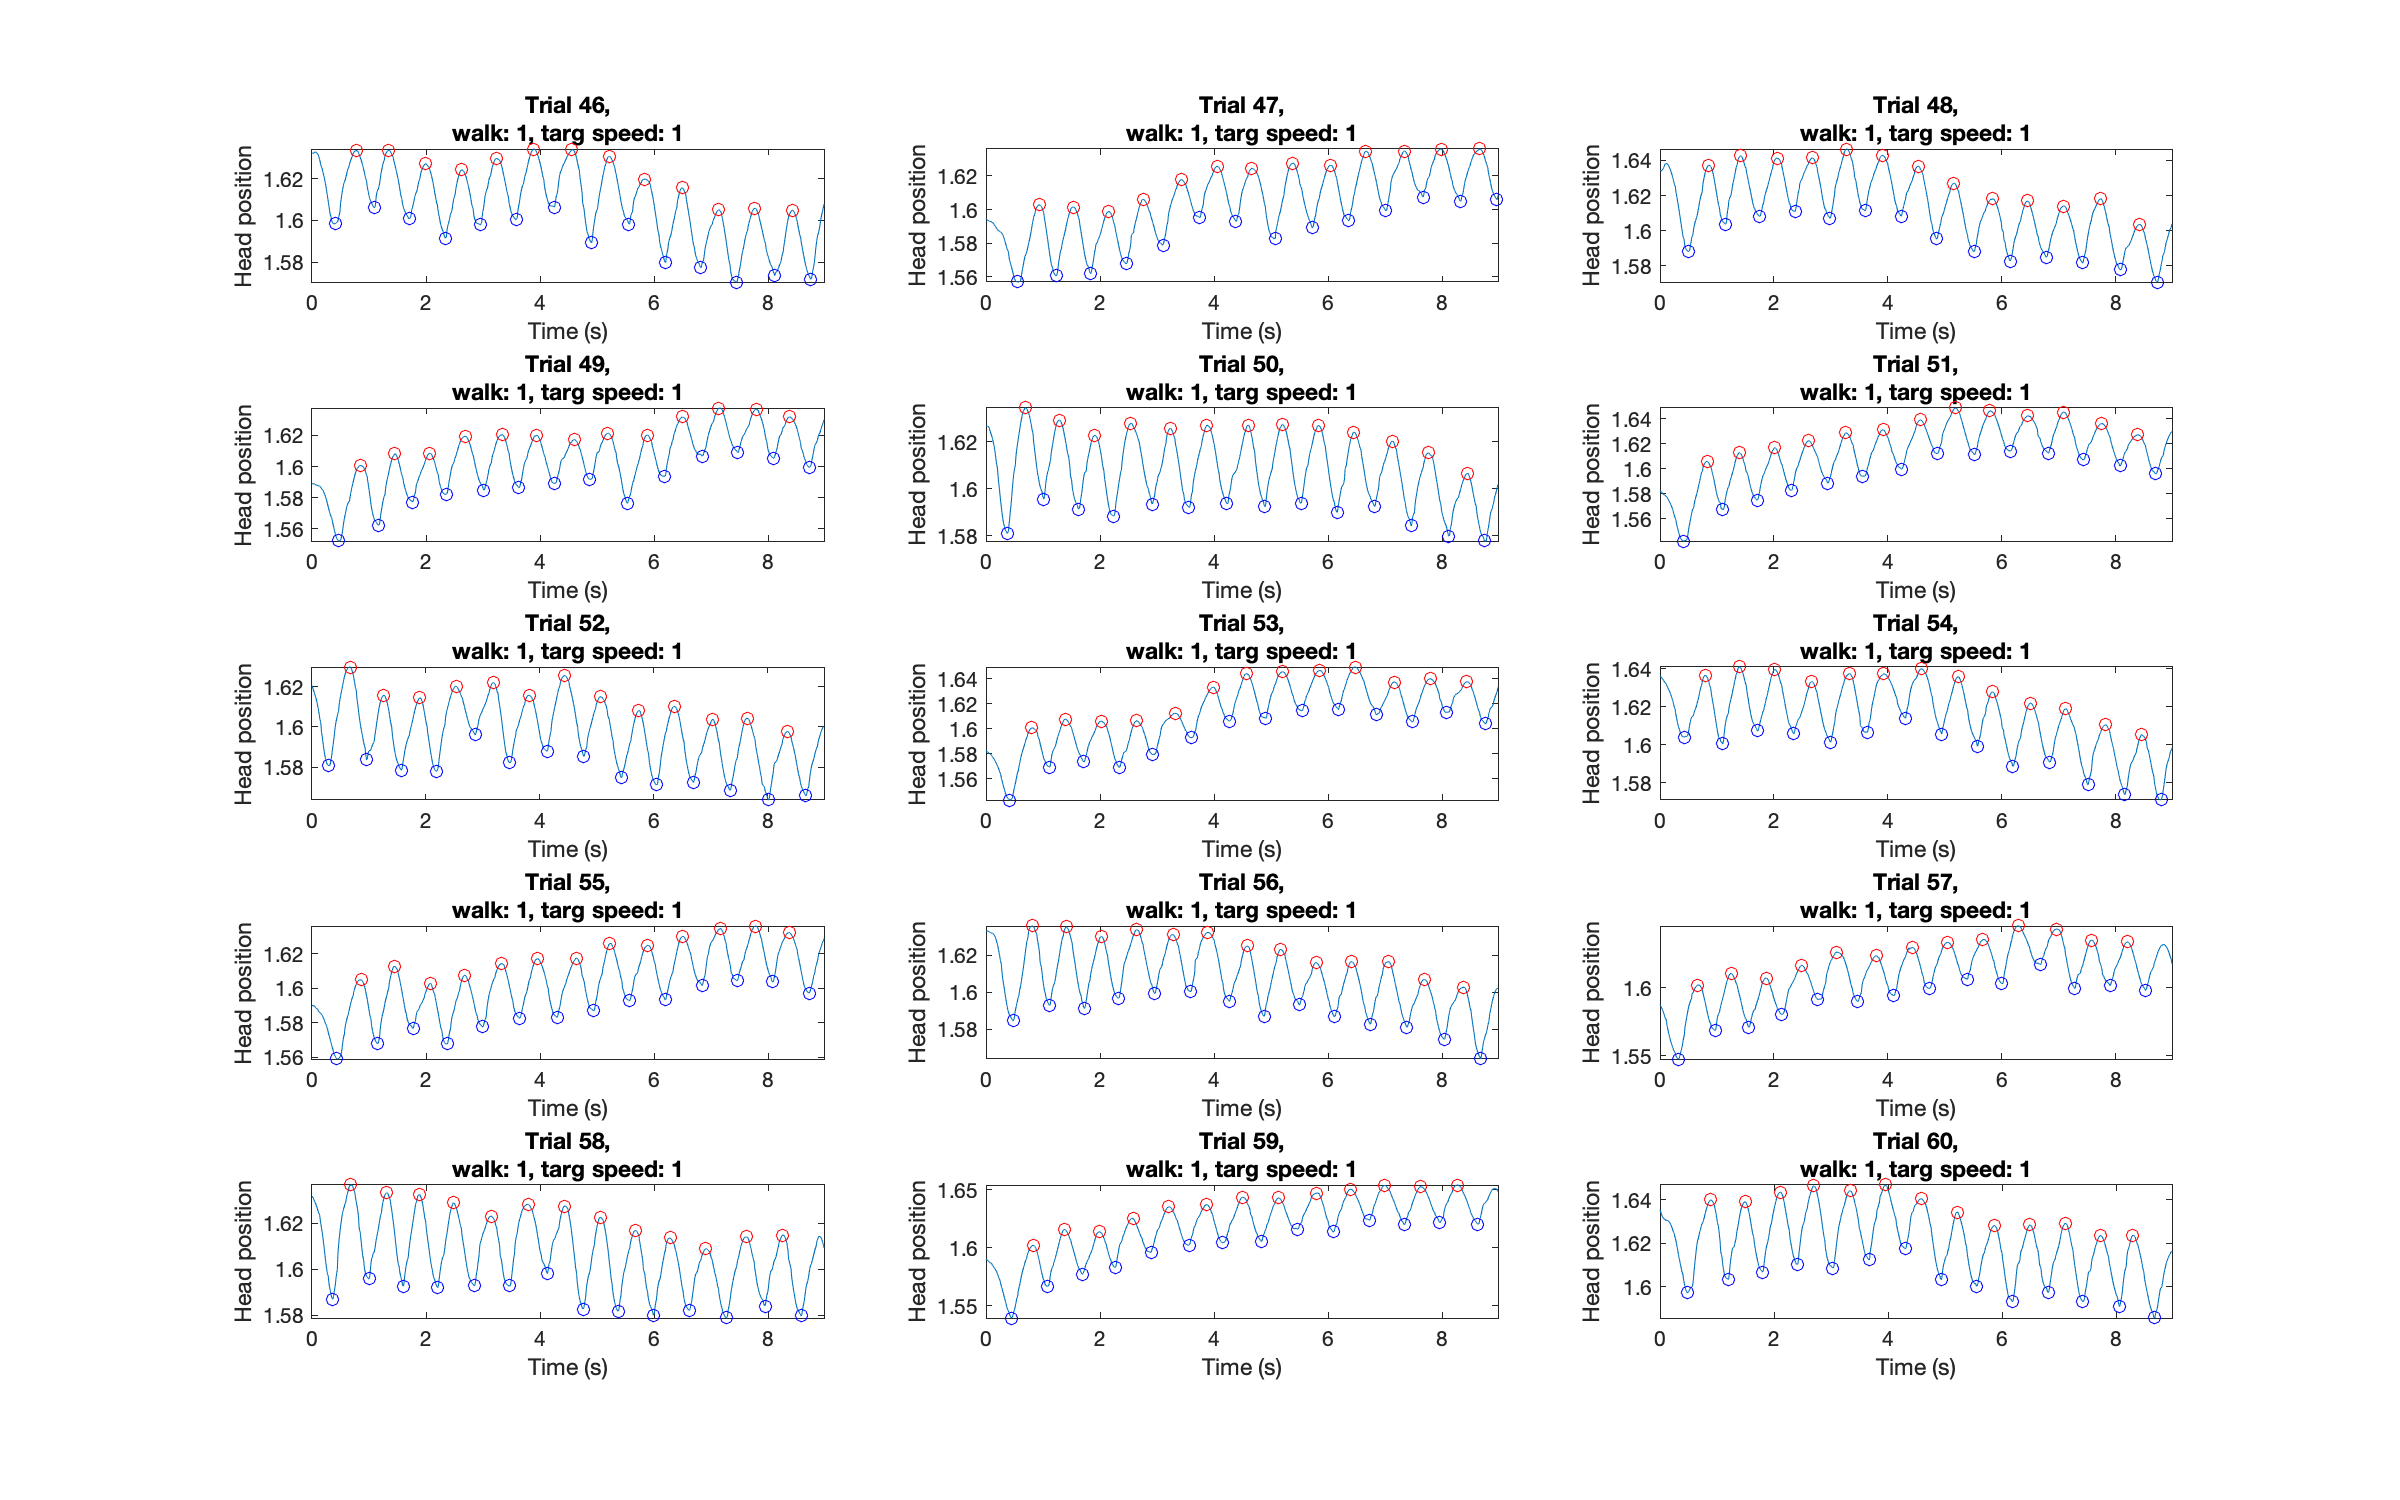 Trial 46,
walk: 1, targ speed: 1
Head position
1.62
1.6
1.58
0 2 4 6 8
Time (s)
Trial 47,
walk: 1, targ speed: 1
Head position
1.62
1.6
1.58
1.56
0 2 4 6 8
Time (s)
Trial 48,
walk: 1, targ speed: 1
Head position
1.64
1.62
1.6
1.58
0 2 4 6 8
Time (s)
Trial 49,
walk: 1, targ speed: 1
Head position
1.62
1.6
1.58
1.56
0 2 4 6 8
Time (s)
Trial 50,
walk: 1, targ speed: 1
Head position
1.62
1.6
1.58
0 2 4 6 8
Time (s)
Trial 51,
walk: 1, targ speed: 1
Head position
1.64
1.62
1.6
1.58
1.56
0 2 4 6 8
Time (s)
Trial 52,
walk: 1, targ speed: 1
Head position
1.62
1.6
1.58
0 2 4 6 8
Time (s)
Trial 53,
walk: 1, targ speed: 1
Head position
1.64
1.62
1.6
1.58
1.56
0 2 4 6 8
Time (s)
Trial 54,
walk: 1, targ speed: 1
Head position
1.64
1.62
1.6
1.58
0 2 4 6 8
Time (s)
Trial 55,
walk: 1, targ speed: 1
Head position
1.62
1.6
1.58
1.56
0 2 4 6 8
Time (s)
Trial 56,
walk: 1, targ speed: 1
Head position
1.62
1.6
1.58
0 2 4 6 8
Time (s)
Trial 57,
walk: 1, targ speed: 1
Head position
1.6
1.55
0 2 4 6 8
Time (s)
Trial 58,
walk: 1, targ speed: 1
Head position
1.62
1.6
1.58
0 2 4 6 8
Time (s)
Trial 59,
walk: 1, targ speed: 1
Head position
1.65
1.6
1.55
0 2 4 6 8
Time (s)
Trial 60,
walk: 1, targ speed: 1
Head position
1.64
1.62
1.6
0 2 4 6 8
Time (s)